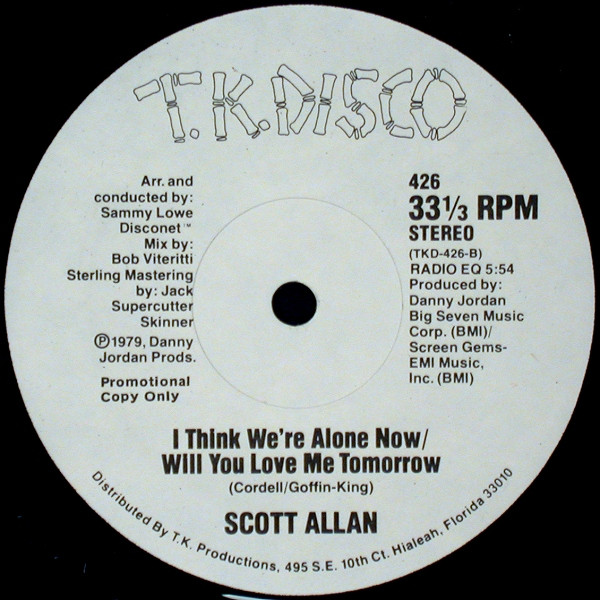 T.K. DISCO
Arr. and
conducted by:
Sammy Lowe
Disconet™
Mix by:
Bob Viteritti
Sterling Mastering
by: Jack
Supercutter
Skinner
Ⓟ1979, Danny
Jordan Prods.
Promotional
Copy Only
426
33 1/3 RPM
STEREO
(TKD-426-B)
RADIO EQ 5:54
Produced by:
Danny Jordan
Big Seven Music
Corp. (BMI)/
Screen Gems-
EMI Music,
Inc. (BMI)
I Think We're Alone Now/
Will You Love Me Tomorrow
(Cordell/Goffin-King)
SCOTT ALLAN
Distributed By T.K. Productions, 495 S.E. 10th Ct. Hialeah, Florida 33010